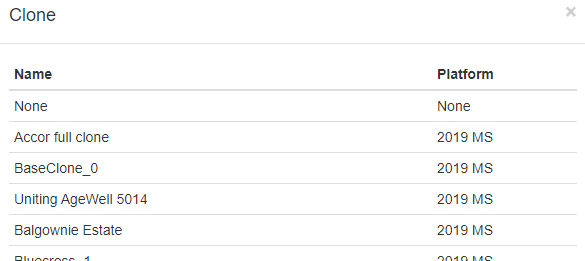 Clone ×
Name Platform
None None
Accor full clone 2019 MS
BaseClone_0 2019 MS
Uniting AgeWell 5014 2019 MS
Balgownie Estate 2019 MS
Bluecross_1 2019 MS